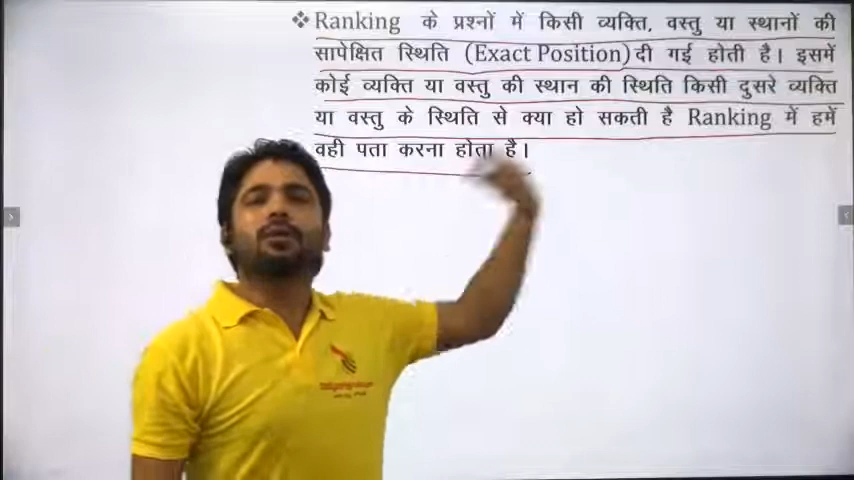 ❖ Ranking के प्रश्नों में किसी व्यक्ति, वस्तु या स्थानों की
सापेक्षित स्थिति (Exact Position) दी गई होती है। इसमें
कोई व्यक्ति या वस्तु की स्थान की स्थिति किसी दुसरे व्यक्ति
या वस्तु के स्थिति से क्या हो सकती है Ranking में हमें
वही पता करना होता है।